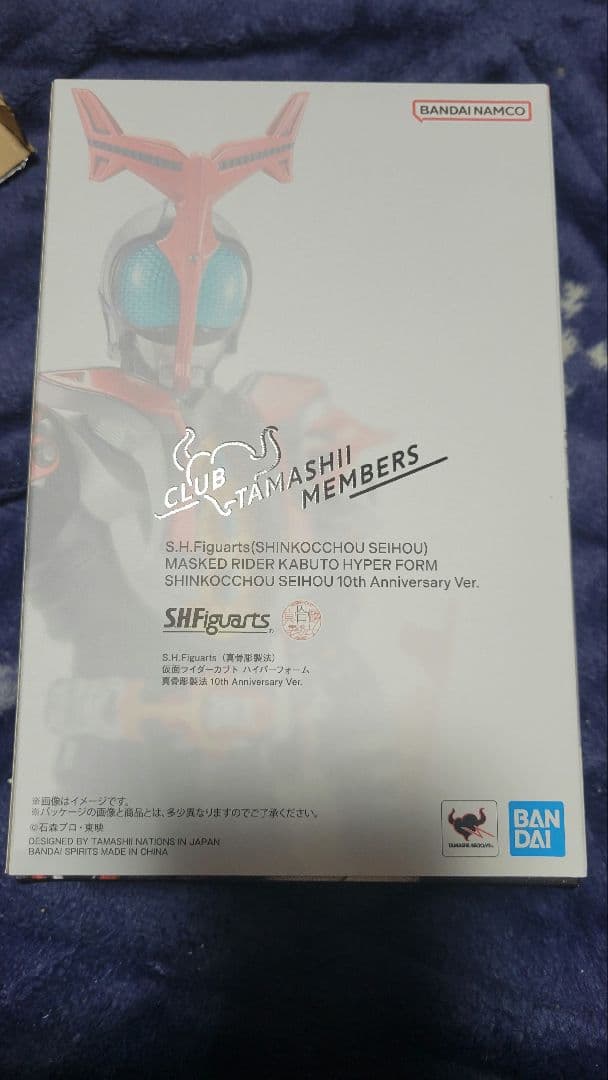 BANDAI NAMCO
CLUB
TAMASHII
MEMBERS
S.H.Figuarts(SHINKOCCHOU SEIHOU)
MASKED RIDER KABUTO HYPER FORM
SHINKOCCHOU SEIHOU 10th Anniversary Ver.
S.H.Figuarts
S.H.Figuarts（真骨彫製法）
仮面ライダーカブト ハイパーフォーム
真骨彫製法 10th Anniversary Ver.
※画像はイメージです。
※パッケージの画像と商品とは、多少異なりますのでご了承ください。
©石森プロ・東映
DESIGNED BY TAMASHII NATIONS IN JAPAN
BANDAI SPIRITS MADE IN CHINA
BAN
DAI